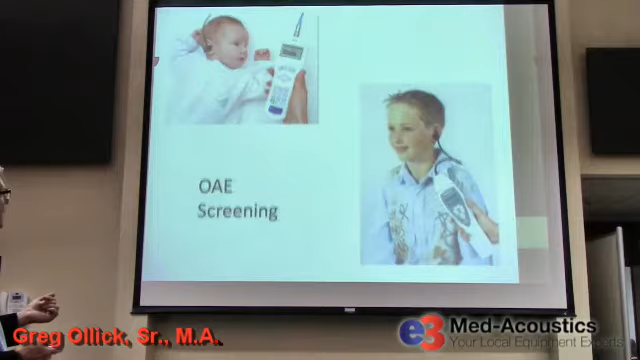 OAE
Screening
Greg Ollick, Sr., M.A.
e3 Med-Acoustics
Your Local Equipment Experts